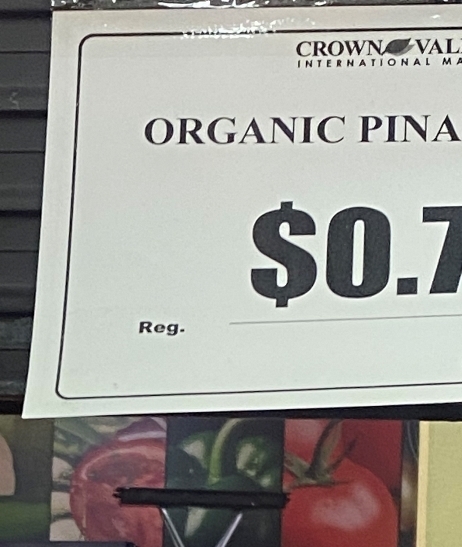 CROWN VAL
INTERNATIONAL MA
ORGANIC PINA
$0.7
Reg.